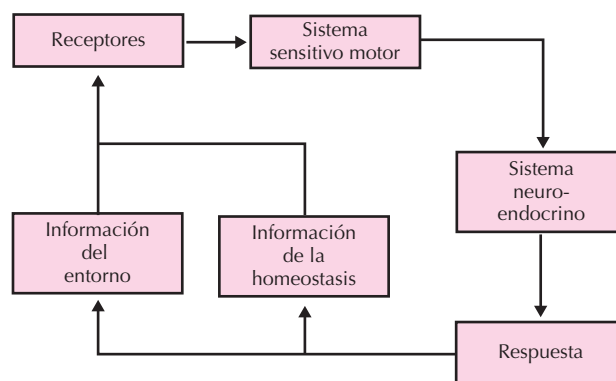 Receptores
Sistema
sensitivo motor
Sistema
neuro-
endocrino
Información
del
entorno
Información
de la
homeostasis
Respuesta